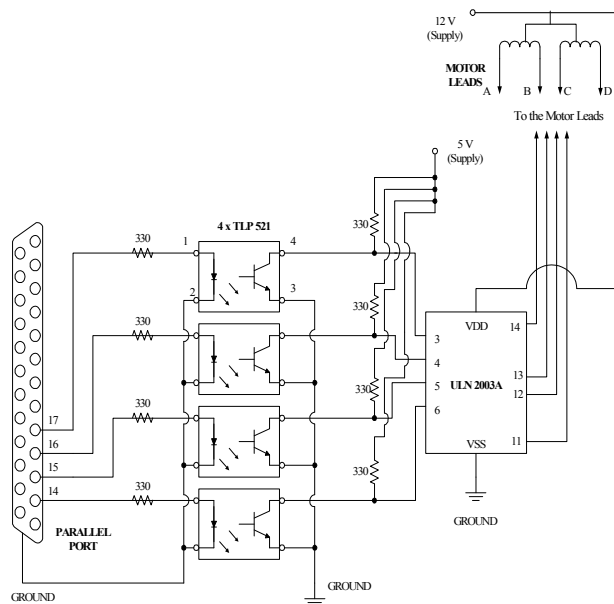 12 V
(Supply)
MOTOR
LEADS
A
B
C
D
To the Motor Leads
5 V
(Supply)
4 x TLP 521
330
1
4
330
2
3
330
330
VDD
14
3
330
4
13
5
ULN 2003A
12
330
6
17
330
16
330
11
15
VSS
330
14
GROUND
PARALLEL
PORT
GROUND
GROUND